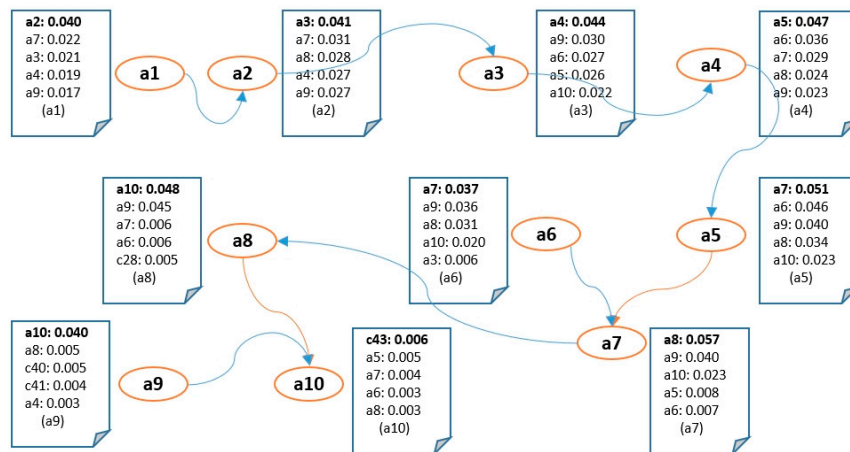 a2: 0.040
a7: 0.022
a3: 0.021
a4: 0.019
a9: 0.017
(a1)
a1
a2
a3: 0.041
a7: 0.031
a8: 0.028
a4: 0.027
a9: 0.027
(a2)
a3
a4: 0.044
a9: 0.030
a6: 0.027
a5: 0.026
a10: 0.022
(a3)
a4
a5: 0.047
a6: 0.036
a7: 0.029
a8: 0.024
a9: 0.023
(a4)
a10: 0.048
a9: 0.045
a7: 0.006
a6: 0.006
c28: 0.005
(a8)
a8
a7: 0.037
a9: 0.036
a8: 0.031
a10: 0.020
a3: 0.006
(a6)
a6
a5
a7: 0.051
a6: 0.046
a9: 0.040
a8: 0.034
a10: 0.023
(a5)
a10: 0.040
a8: 0.005
c40: 0.005
c41: 0.004
a4: 0.003
(a9)
a9
a10
c43: 0.006
a5: 0.005
a7: 0.004
a6: 0.003
a8: 0.003
(a10)
a7
a8: 0.057
a9: 0.040
a10: 0.023
a5: 0.008
a6: 0.007
(a7)